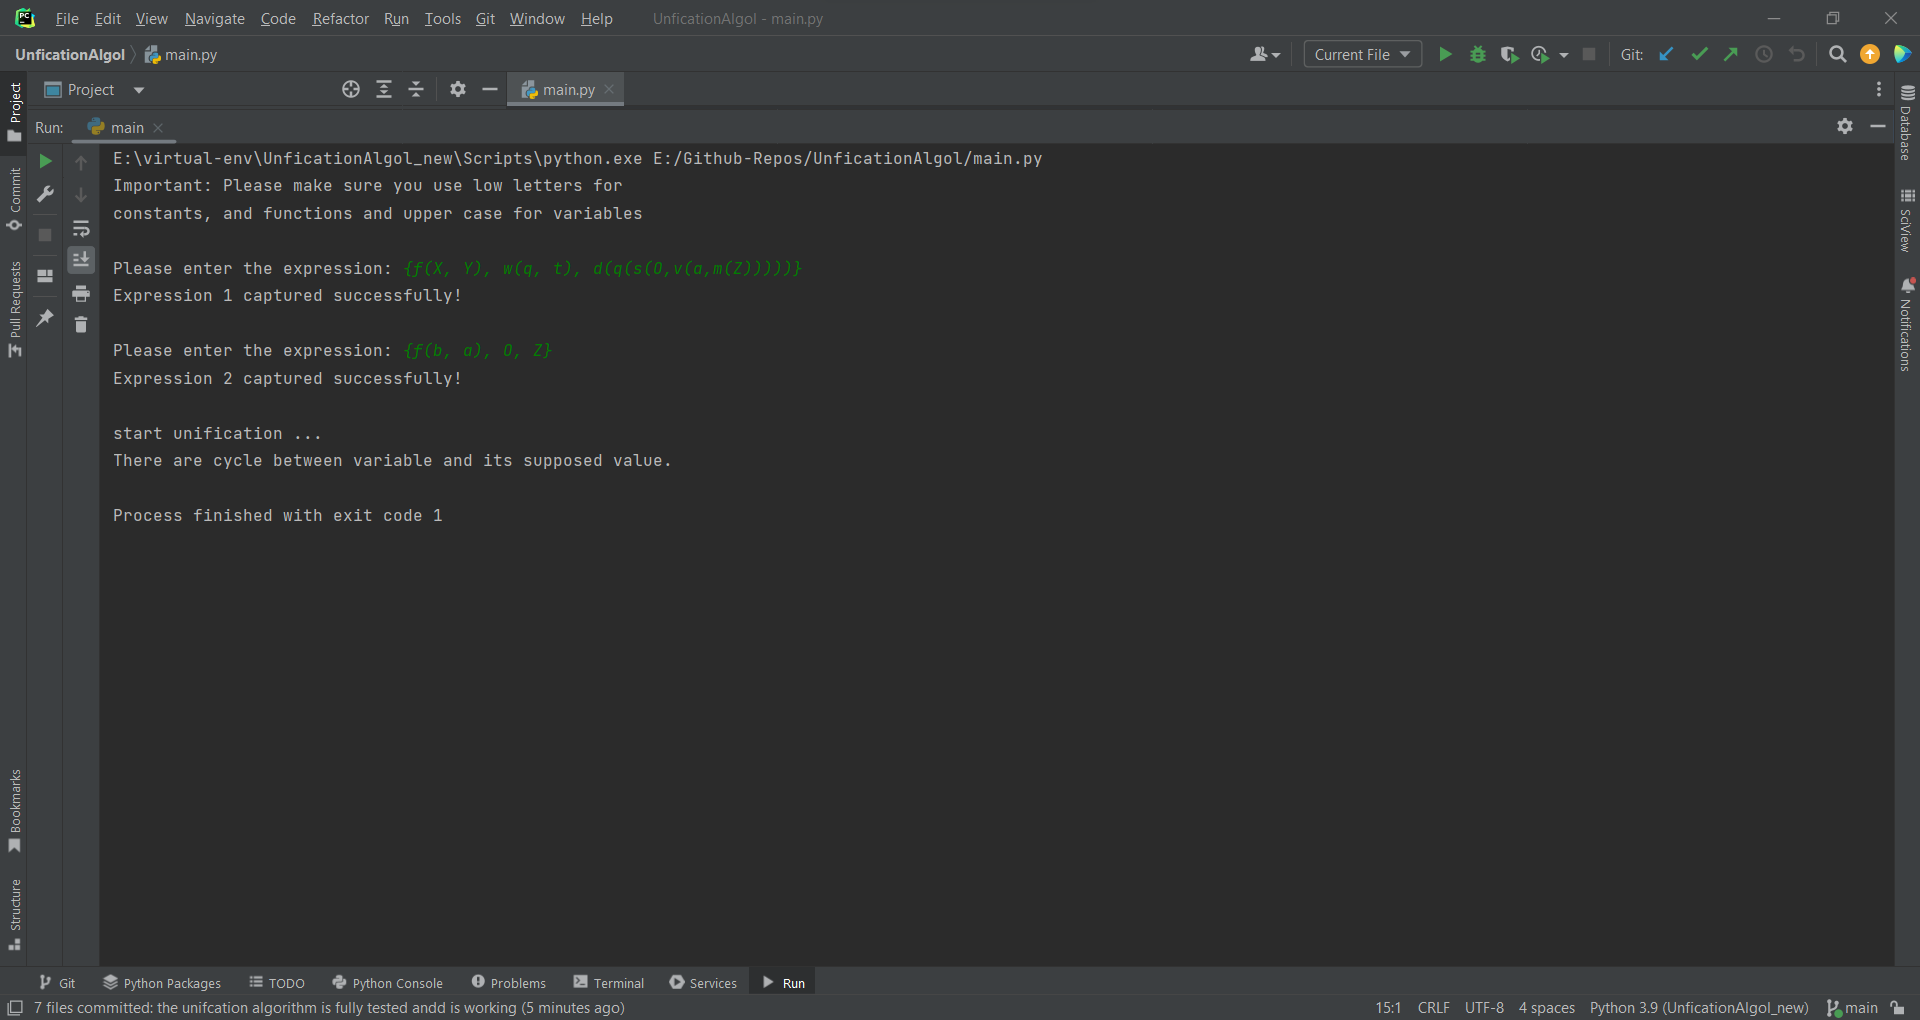 File Edit View Navigate Code Refactor Run Tools Git Window Help UnficationAlgol - main.py
UnficationAlgol main.py Current File Git:
Project main.py
Run: main
E:\virtual-env\UnficationAlgol_new\Scripts\python.exe E:/Github-Repos/UnficationAlgol/main.py
Important: Please make sure you use low letters for
constants, and functions and upper case for variables
Please enter the expression: {f(X, Y), w(q, t), d(q(s(O,v(a,m(Z)))))}
Expression 1 captured successfully!
Please enter the expression: {f(b, a), O, Z}
Expression 2 captured successfully!
start unification ...
There are cycle between variable and its supposed value.
Process finished with exit code 1
Project
Commit
Pull Requests
Bookmarks
Structure
Database
SciView
Notifications
Git Python Packages TODO Python Console Problems Terminal Services Run
7 files committed: the unifcation algorithm is fully tested andd is working (5 minutes ago) 15:1 CRLF UTF-8 4 spaces Python 3.9 (UnficationAlgol_new) main